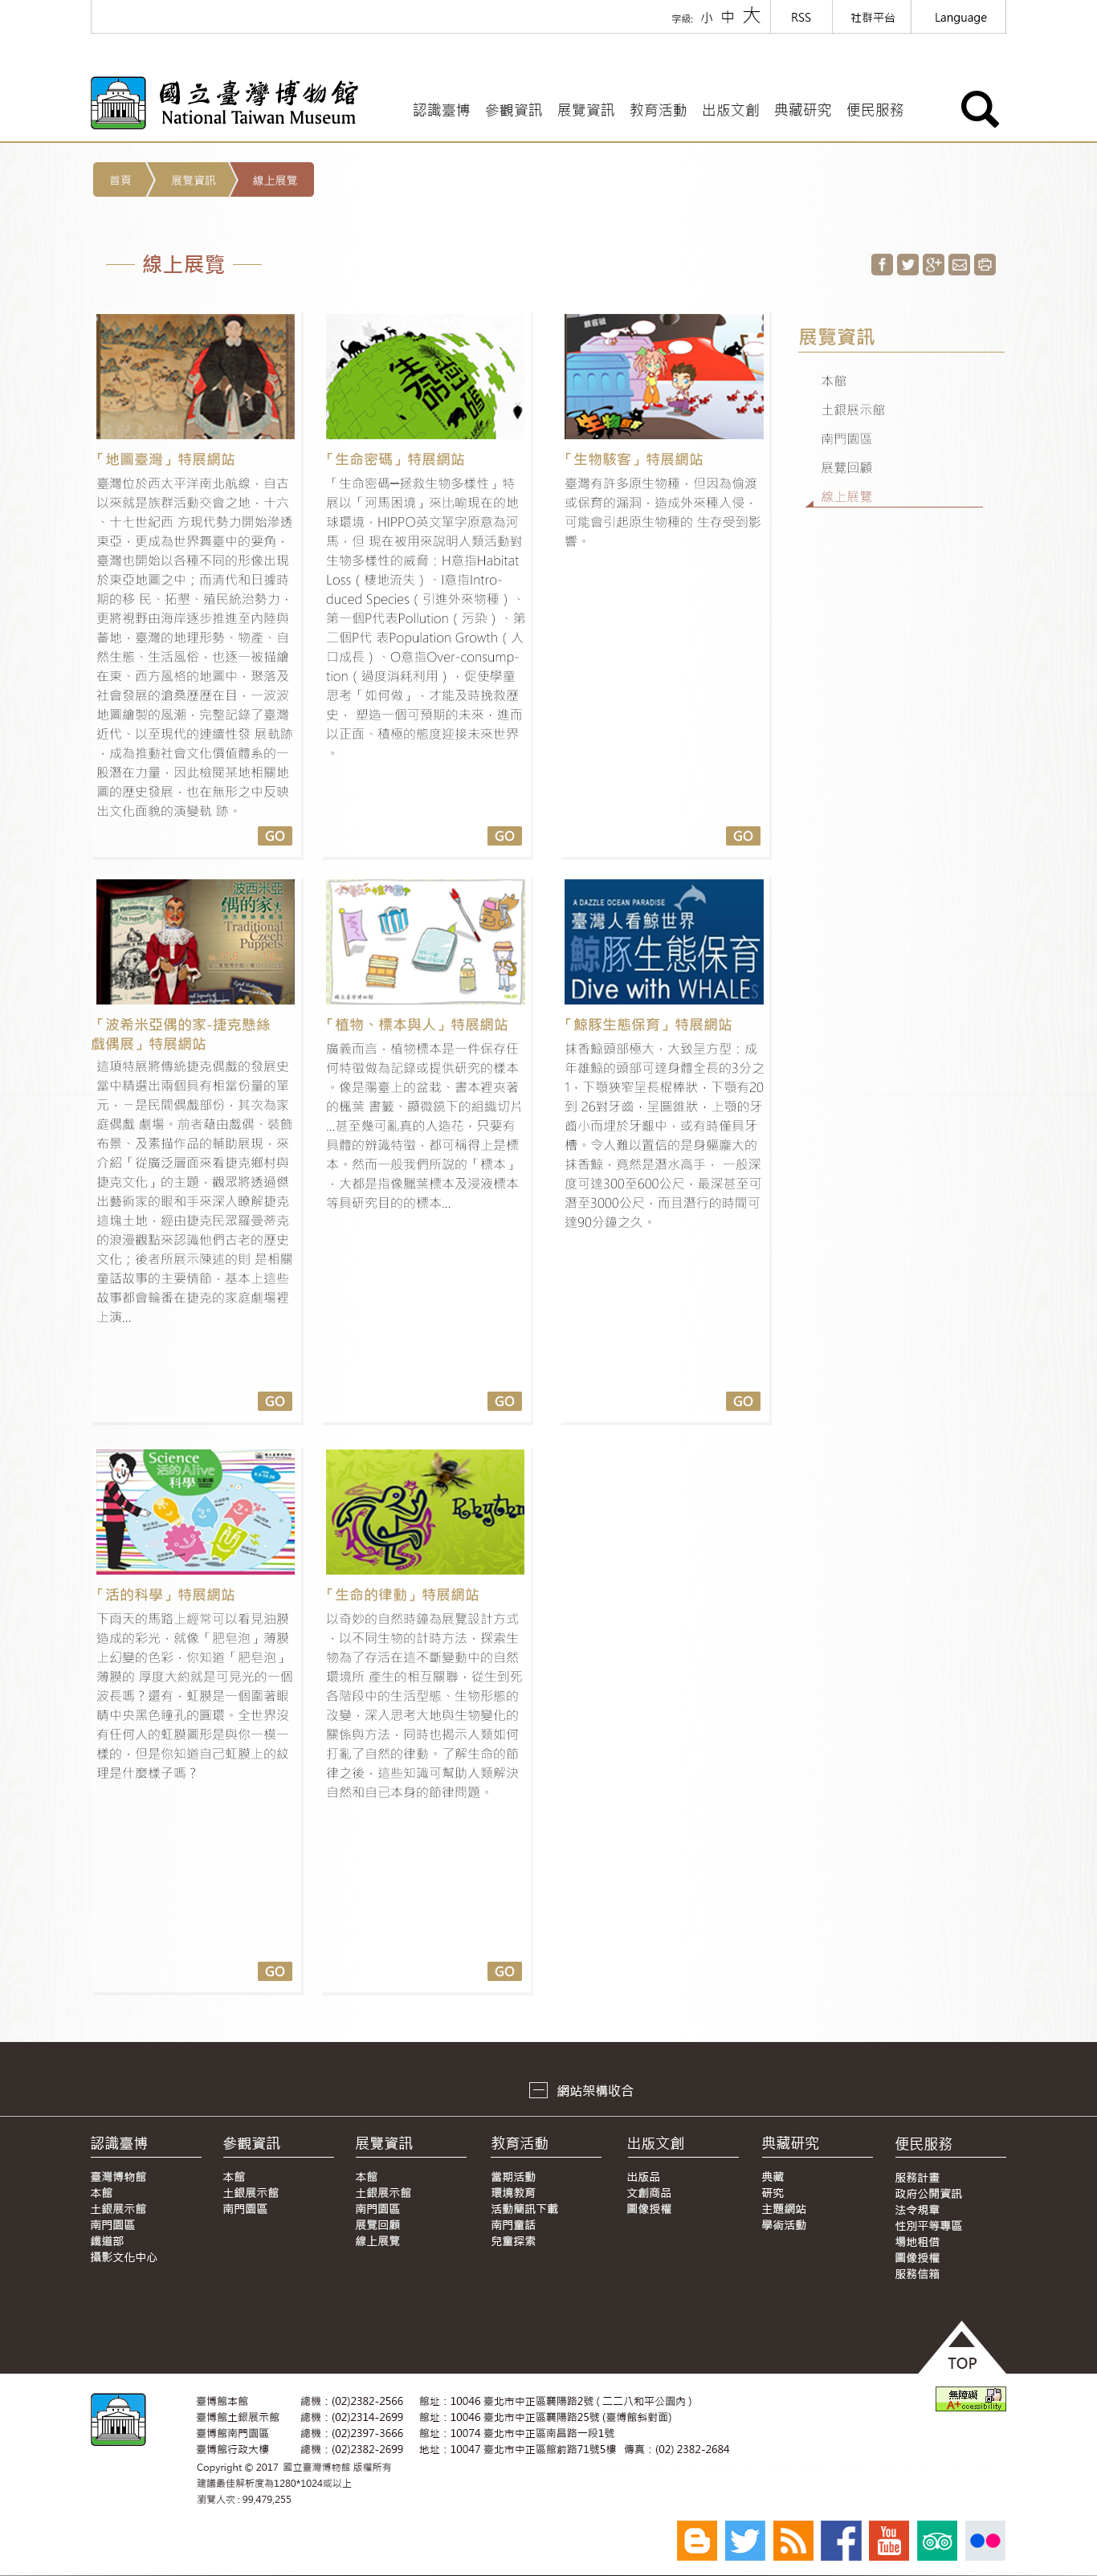 字級: 小 中 大 RSS 社群平台 Language
國立臺灣博物館
National Taiwan Museum
認識臺博 參觀資訊 展覽資訊 教育活動 出版文創 典藏研究 便民服務
首頁 展覽資訊 線上展覽
線上展覽
「地圖臺灣」特展網站
臺灣位於西太平洋南北航線，自古
以來就是族群活動交會之地，十六
、十七世紀西 方現代勢力開始滲透
東亞，更成為世界舞臺中的要角，
臺灣也開始以各種不同的形像出現
於東亞地圖之中；而清代和日據時
期的移 民、拓墾、殖民統治勢力，
更將視野由海岸逐步推進至內陸與
蕃地，臺灣的地理形勢、物產、自
然生態、生活風俗，也逐一被描繪
在東、西方風格的地圖中，聚落及
社會發展的滄桑歷歷在目，一波波
地圖繪製的風潮，完整記錄了臺灣
近代、以至現代的連續性發 展軌跡
，成為推動社會文化價值體系的一
股潛在力量，因此檢閱某地相關地
圖的歷史發展，也在無形之中反映
出文化面貌的演變軌 跡。
GO
生命密碼
「生命密碼」特展網站
「生命密碼—拯救生物多樣性」特
展以「河馬困境」來比喻現在的地
球環境，HIPPO英文單字原意為河
馬，但 現在被用來說明人類活動對
生物多樣性的威脅：H意指Habitat
Loss（棲地流失）、I意指Intro-
duced Species（引進外來物種）、
第一個P代表Pollution（污染）、第
二個P代 表Population Growth（人
口成長）、O意指Over-consump-
tion（過度消耗利用），促使學童
思考「如何做」，才能及時挽救歷
史， 塑造一個可預期的未來，進而
以正面、積極的態度迎接未來世界
。
GO
「生物駭客」特展網站
臺灣有許多原生物種，但因為偷渡
或保育的漏洞，造成外來種入侵，
可能會引起原生物種的 生存受到影
響。
GO
展覽資訊
本館
土銀展示館
南門園區
展覽回顧
線上展覽
波西米亞
偶的家
Traditional
Czech
Puppets
「波希米亞偶的家-捷克懸絲
戲偶展」特展網站
這項特展將傳統捷克偶戲的發展史
當中精選出兩個具有相當份量的單
元，一是民間偶戲部份，其次為家
庭偶戲 劇場。前者藉由戲偶、裝飾
布景、及素描作品的輔助展現，來
介紹「從廣泛層面來看捷克鄉村與
捷克文化」的主題，觀眾將透過傑
出藝術家的眼和手來深入瞭解捷克
這塊土地，經由捷克民眾羅曼蒂克
的浪漫觀點來認識他們古老的歷史
文化；後者所展示陳述的則 是相關
童話故事的主要情節，基本上這些
故事都會輪番在捷克的家庭劇場裡
上演...
GO
國立臺灣博物館
「植物、標本與人」特展網站
廣義而言，植物標本是一件保存任
何特徵做為記錄或提供研究的樣本
。像是陽臺上的盆栽、書本裡夾著
的楓葉 書籤、顯微鏡下的組織切片
...甚至幾可亂真的人造花，只要有
具體的辨識特徵，都可稱得上是標
本。然而一般我們所說的「標本」
，大都是指像臘葉標本及浸液標本
等具研究目的的標本...
GO
A DAZZLE OCEAN PARADISE
臺灣人看鯨世界
鯨豚生態保育
Dive with WHALEs
「鯨豚生態保育」特展網站
抹香鯨頭部極大，大致呈方型：成
年雄鯨的頭部可達身體全長的3分之
1，下顎狹窄呈長棍棒狀，下顎有20
到 26對牙齒，呈圓錐狀，上顎的牙
齒小而埋於牙齦中，或有時僅具牙
槽。令人難以置信的是身軀龐大的
抹香鯨，竟然是潛水高手， 一般深
度可達300至600公尺，最深甚至可
潛至3000公尺，而且潛行的時間可
達90分鐘之久。
GO
Science
活的Alive
科學
「活的科學」特展網站
下雨天的馬路上經常可以看見油膜
造成的彩光，就像「肥皂泡」薄膜
上幻變的色彩，你知道「肥皂泡」
薄膜的 厚度大約就是可見光的一個
波長嗎？還有，虹膜是一個圍著眼
睛中央黑色瞳孔的圓環。全世界沒
有任何人的虹膜圖形是與你一模一
樣的，但是你知道自己虹膜上的紋
理是什麼樣子嗎？
GO
「生命的律動」特展網站
以奇妙的自然時鐘為展覽設計方式
，以不同生物的計時方法，探索生
物為了存活在這不斷變動中的自然
環境所 產生的相互關聯，從生到死
各階段中的生活型態、生物形態的
改變，深入思考大地與生物變化的
關係與方法，同時也揭示人類如何
打亂了自然的律動。了解生命的節
律之後，這些知識可幫助人類解決
自然和自己本身的節律問題。
GO
網站架構收合
認識臺博
臺灣博物館
本館
土銀展示館
南門園區
鐵道部
攝影文化中心
參觀資訊
本館
土銀展示館
南門園區
展覽資訊
本館
土銀展示館
南門園區
展覽回顧
線上展覽
教育活動
當期活動
環境教育
活動簡訊下載
南門童話
兒童探索
出版文創
出版品
文創商品
圖像授權
典藏研究
典藏
研究
主題網站
學術活動
便民服務
服務計畫
政府公開資訊
法令規章
性別平等專區
場地租借
圖像授權
服務信箱
TOP
臺博館本館 總機：(02)2382-2566 館址：10046 臺北市中正區襄陽路2號 ( 二二八和平公園內 )
臺博館土銀展示館 總機：(02)2314-2699 館址：10046 臺北市中正區襄陽路25號 (臺博館斜對面)
臺博館南門園區 總機：(02)2397-3666 館址：10074 臺北市中正區南昌路一段1號
臺博館行政大樓 總機：(02)2382-2699 地址：10047 臺北市中正區館前路71號5樓 傳真：(02) 2382-2684
Copyright © 2017 國立臺灣博物館 版權所有
建議最佳解析度為1280*1024或以上
瀏覽人次 : 99,479,255
無障礙
A+ccessibility
You
Tube